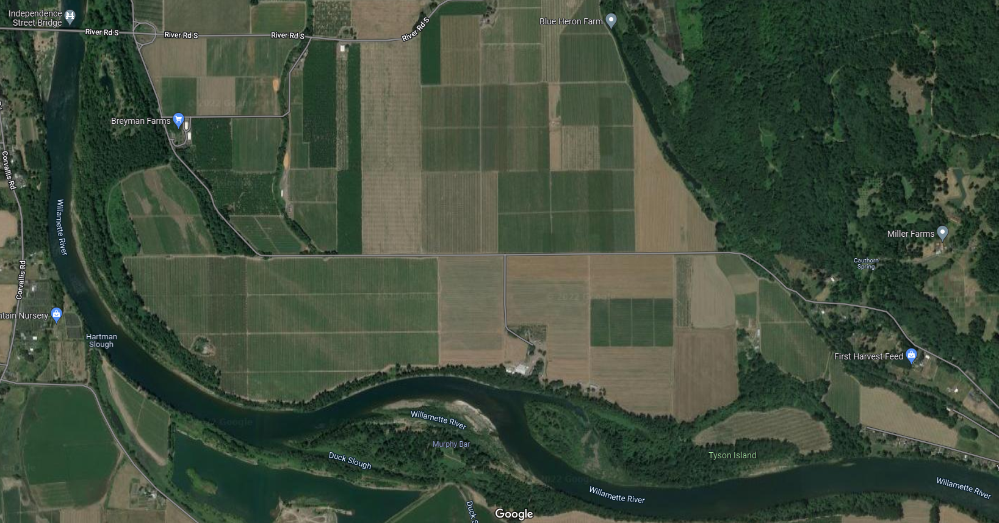 Independence
Street Bridge
River Rd S
River Rd S
River Rd S
River Rd S
Blue Heron Farm
Breyman Farms
Corvallis Rd
Willamette River
Miller Farms
Cauthorn
Spring
Corvallis Rd
ntain Nursery
Hartman
Slough
First Harvest Feed
Willamette River
Murphy Bar
Duck Slough
Tyson Island
Willamette River
Willamette River
Duck S
Google